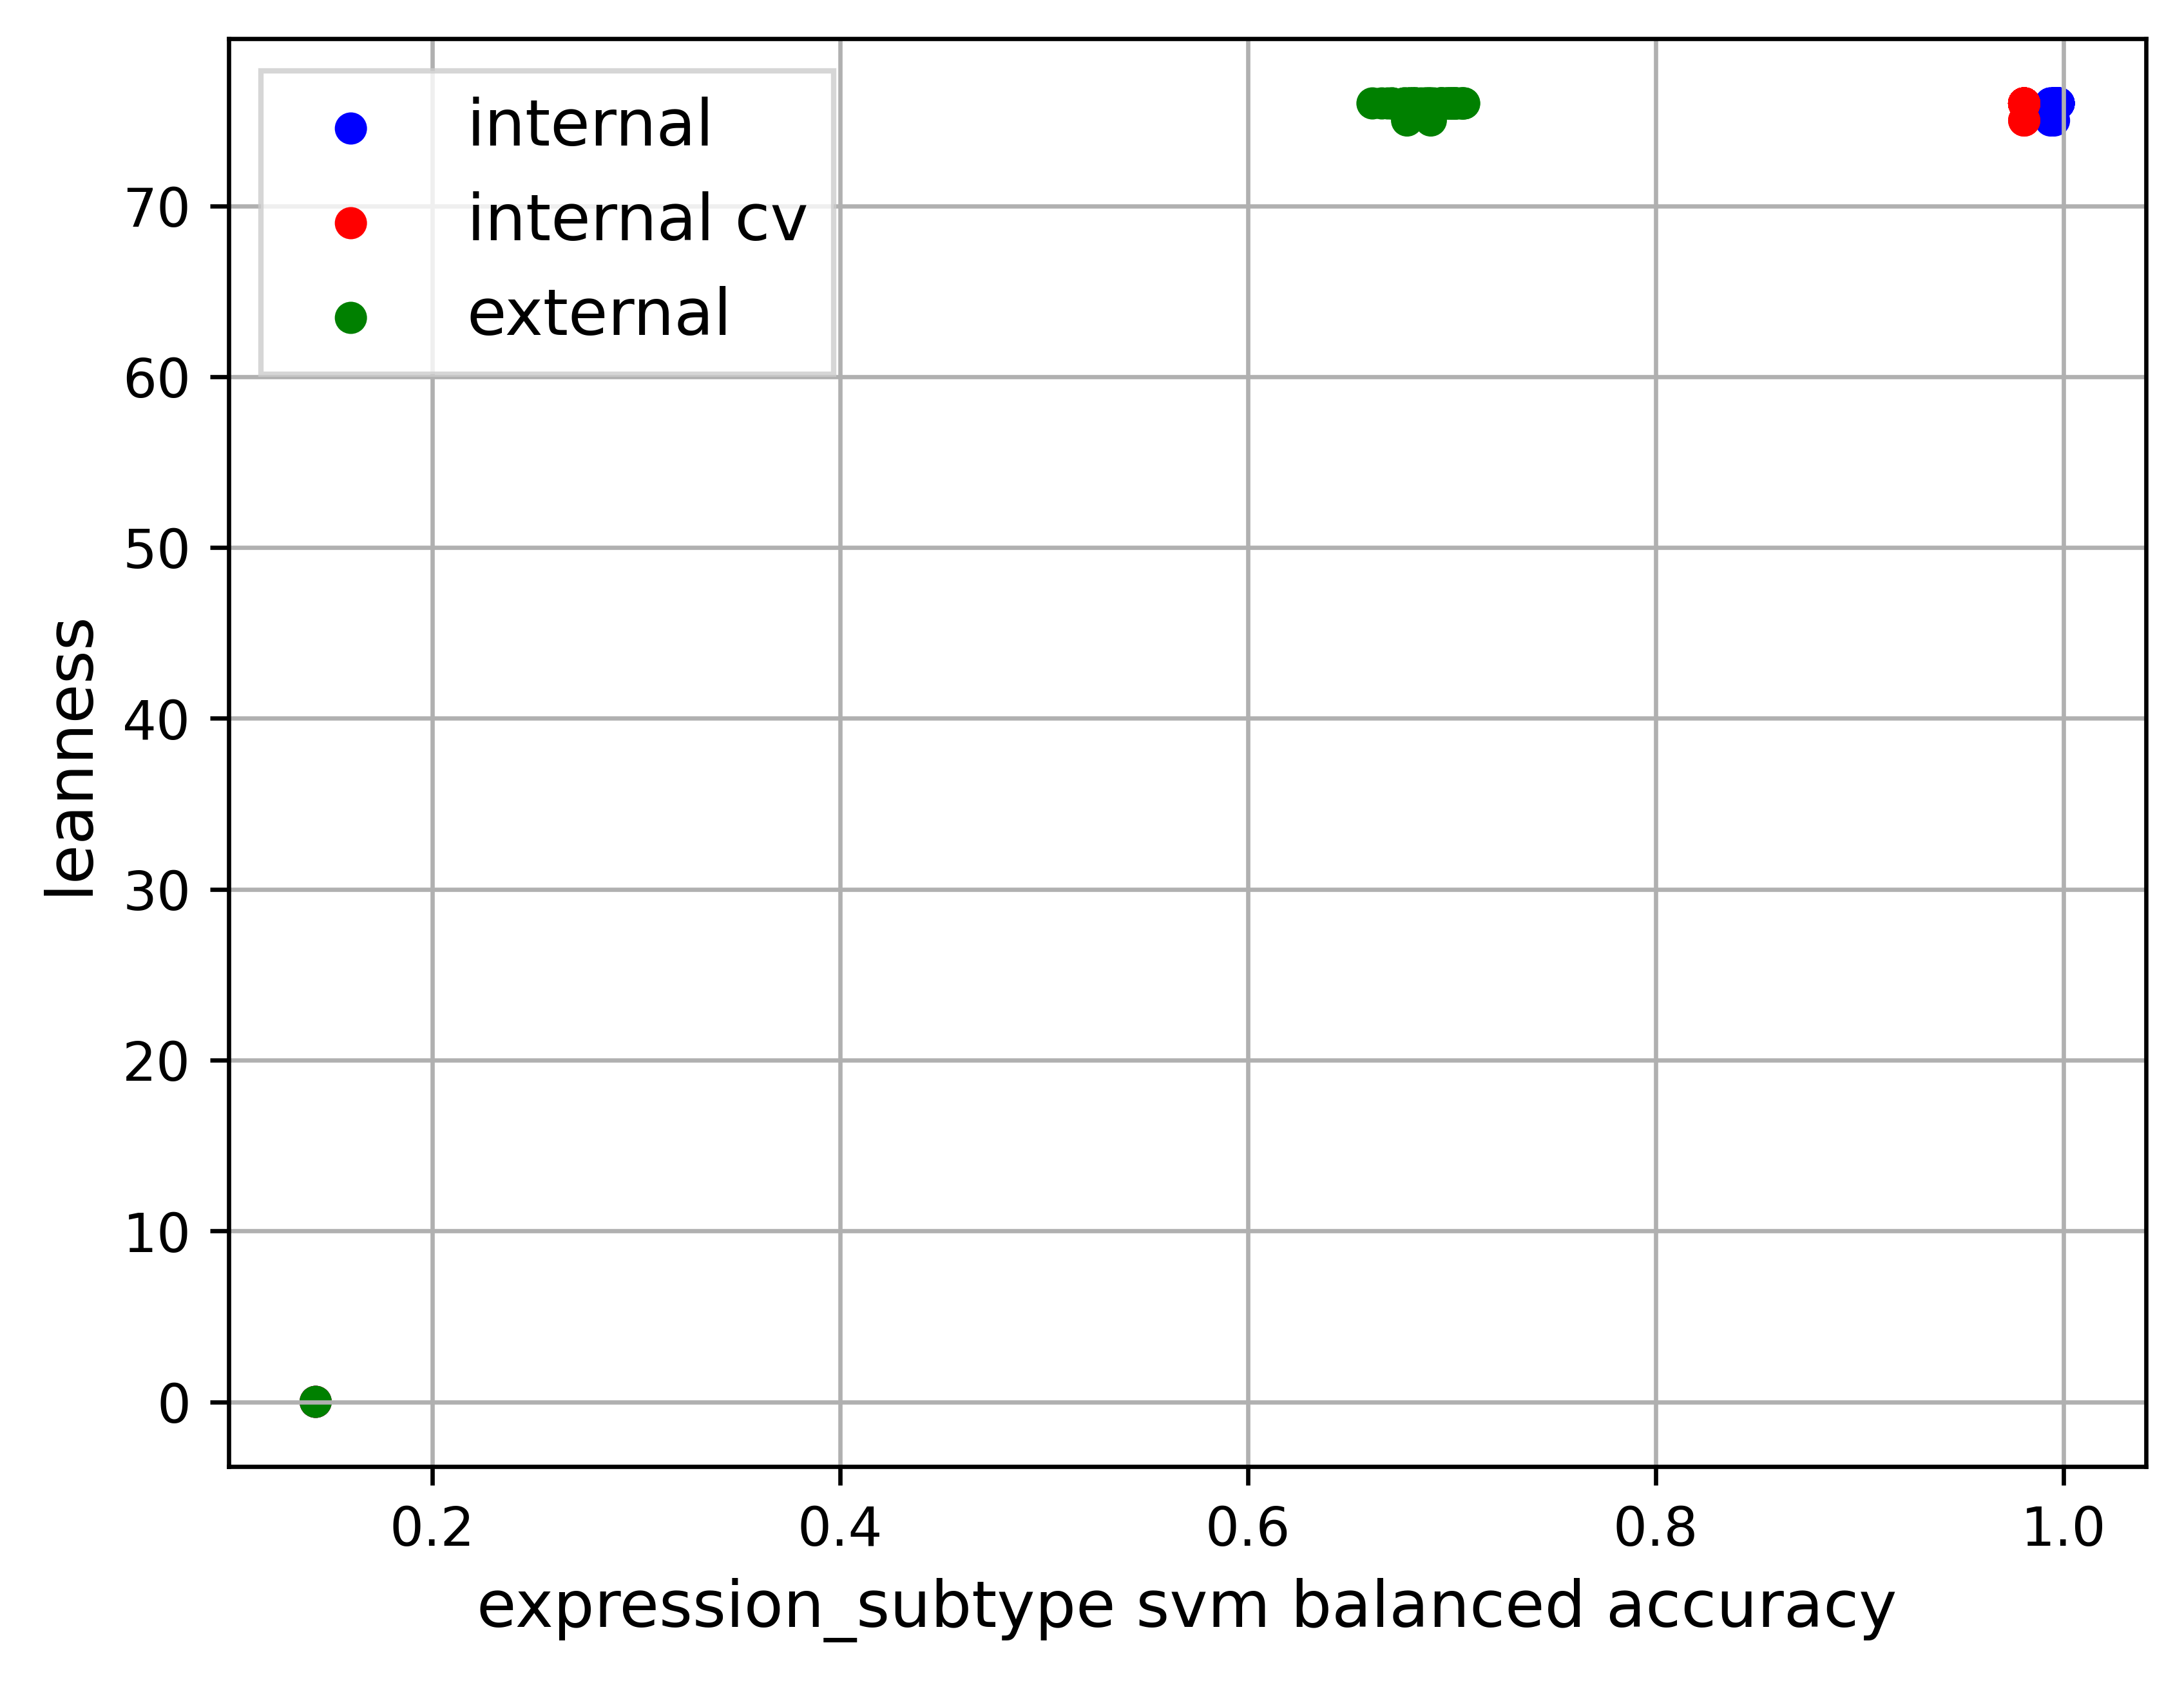 internal
internal cv
external
70
60
50
40
30
20
10
0
leanness
0.2 0.4 0.6 0.8 1.0
expression_subtype svm balanced accuracy